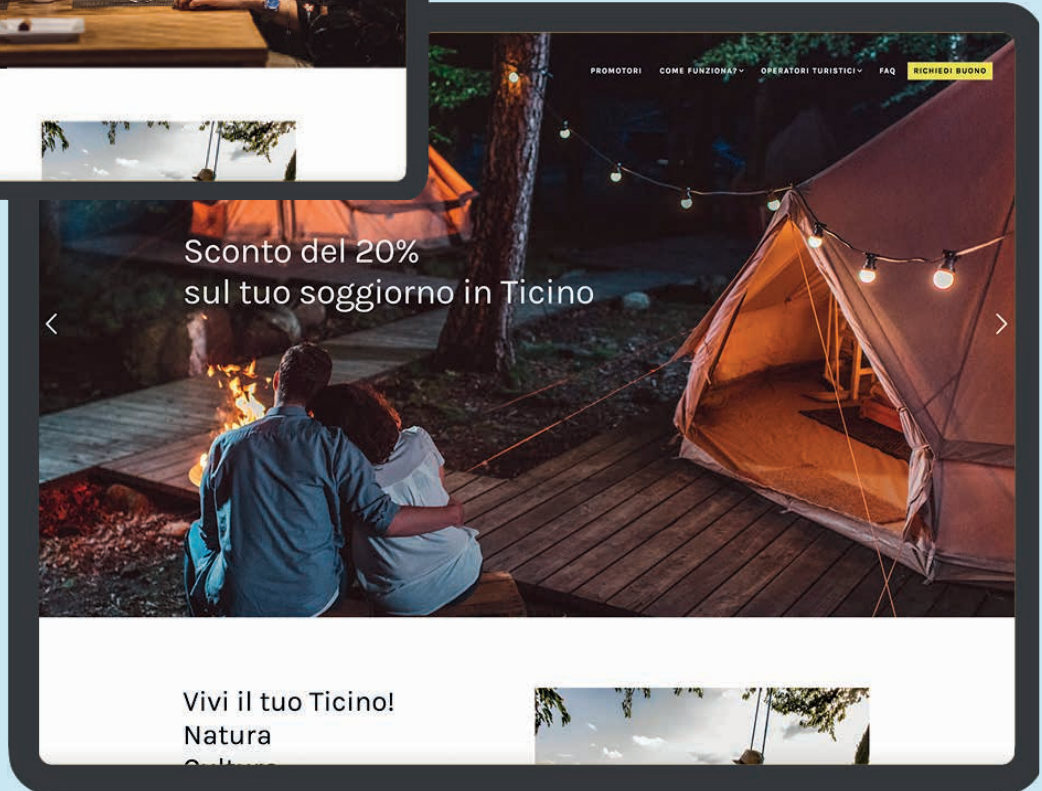 PROMOTORI COME FUNZIONA? OPERATORI TURISTICI FAQ RICHIEDI BUONO
Sconto del 20%
sul tuo soggiorno in Ticino
Vivi il tuo Ticino!
Natura
Cultura